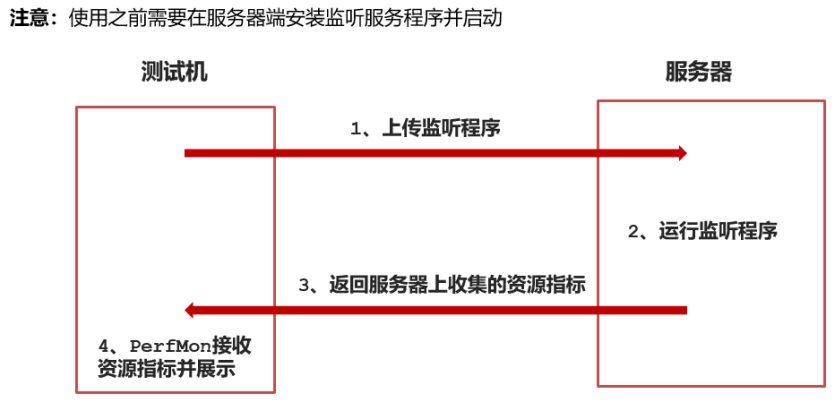 注意：使用之前需要在服务器端安装监听服务程序并启动
测试机
服务器
1、上传监听程序
2、运行监听程序
3、返回服务器上收集的资源指标
4、PerfMon接收
资源指标并展示